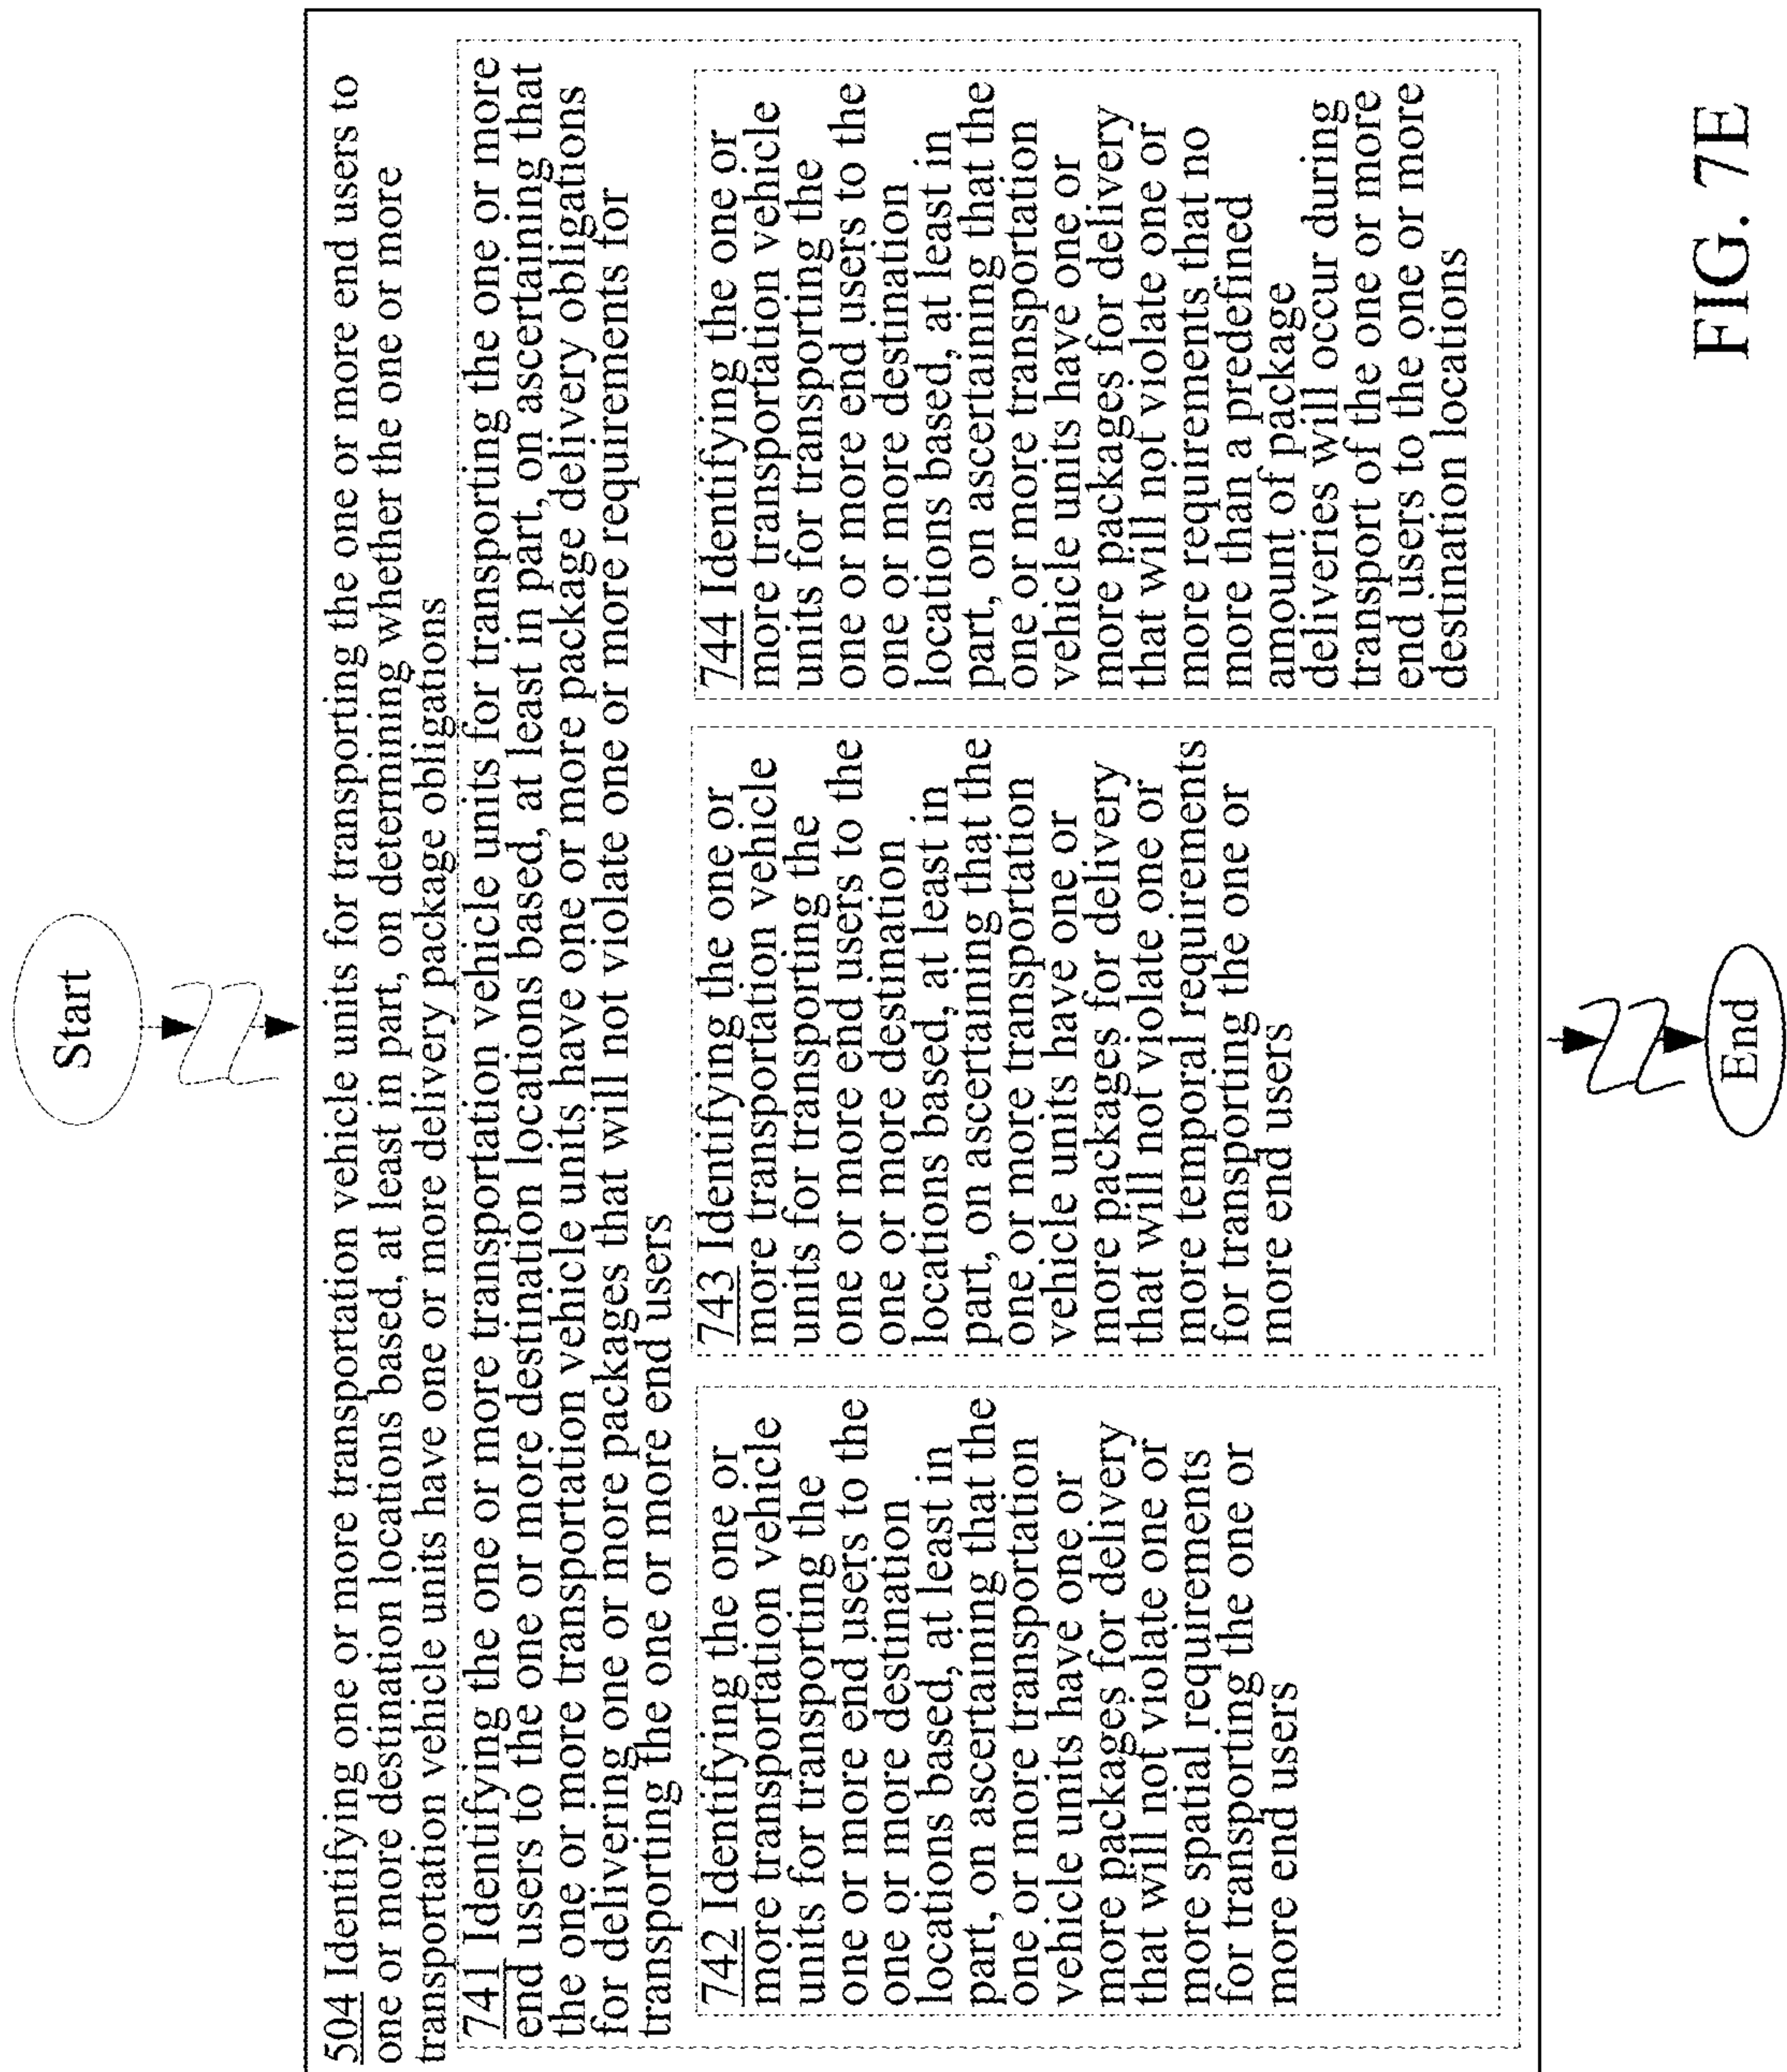 Start
504 Identifying one or more transportation vehicle units for transporting the one or more end users to
one or more destination locations based, at least in part, on determining whether the one or more
transportation vehicle units have one or more delivery package obligations
741 Identifying the one or more transportation vehicle units for transporting the one or more
end users to the one or more destination locations based, at least in part, on ascertaining that
the one or more transportation vehicle units have one or more package delivery obligations
for delivering one or more packages that will not violate one or more requirements for
transporting the one or more end users
742 Identifying the one or
more transportation vehicle
units for transporting the
one or more end users to the
one or more destination
locations based, at least in
part, on ascertaining that the
one or more transportation
vehicle units have one or
more packages for delivery
that will not violate one or
more spatial requirements
for transporting the one or
more end users
743 Identifying the one or
more transportation vehicle
units for transporting the
one or more end users to the
one or more destination
locations based, at least in
part, on ascertaining that the
one or more transportation
vehicle units have one or
more packages for delivery
that will not violate one or
more temporal requirements
for transporting the one or
more end users
744 Identifying the one or
more transportation vehicle
units for transporting the
one or more end users to the
one or more destination
locations based, at least in
part, on ascertaining that the
one or more transportation
vehicle units have one or
more packages for delivery
that will not violate one or
more requirements that no
more than a predefined
amount of package
deliveries will occur during
transport of the one or more
end users to the one or more
destination locations
End
FIG. 7E